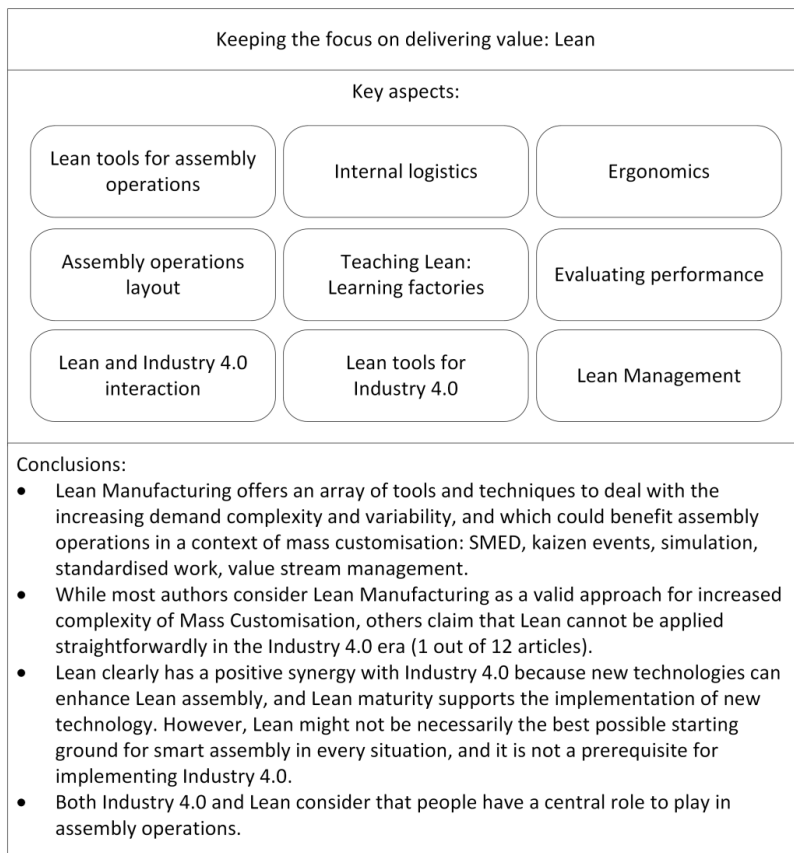 Keeping the focus on delivering value: Lean
Key aspects:
Lean tools for assembly
operations
Internal logistics
Ergonomics
Assembly operations
layout
Teaching Lean:
Learning factories
Evaluating performance
Lean and Industry 4.0
interaction
Lean tools for
Industry 4.0
Lean Management
Conclusions:
• Lean Manufacturing offers an array of tools and techniques to deal with the
increasing demand complexity and variability, and which could benefit assembly
operations in a context of mass customisation: SMED, kaizen events, simulation,
standardised work, value stream management.
• While most authors consider Lean Manufacturing as a valid approach for increased
complexity of Mass Customisation, others claim that Lean cannot be applied
straightforwardly in the Industry 4.0 era (1 out of 12 articles).
• Lean clearly has a positive synergy with Industry 4.0 because new technologies can
enhance Lean assembly, and Lean maturity supports the implementation of new
technology. However, Lean might not be necessarily the best possible starting
ground for smart assembly in every situation, and it is not a prerequisite for
implementing Industry 4.0.
• Both Industry 4.0 and Lean consider that people have a central role to play in
assembly operations.